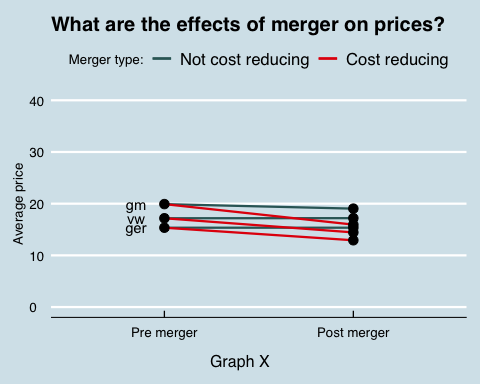 What are the effects of merger on prices?
Merger type: Not cost reducing Cost reducing
40
30
20
10
0
Average price
gm
vw
ger
Pre merger Post merger
Graph X